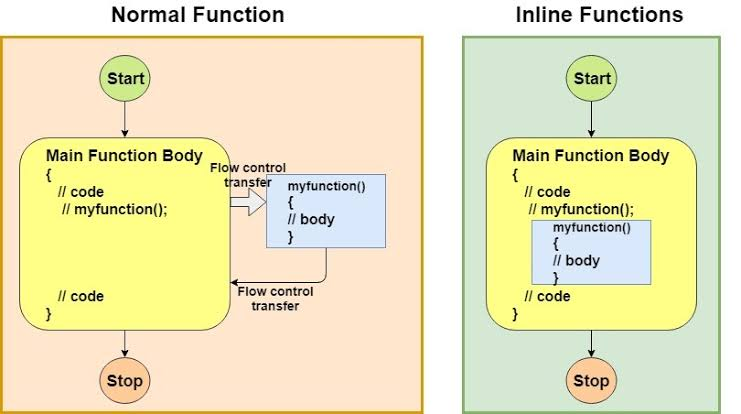 Normal Function
Start
Main Function Body
{
// code
// myfunction();
Flow control
transfer
myfunction()
{
// body
}
Flow control
transfer
// code
}
Stop
Inline Functions
Start
Main Function Body
{
// code
// myfunction();
myfunction()
{
// body
}
// code
}
Stop